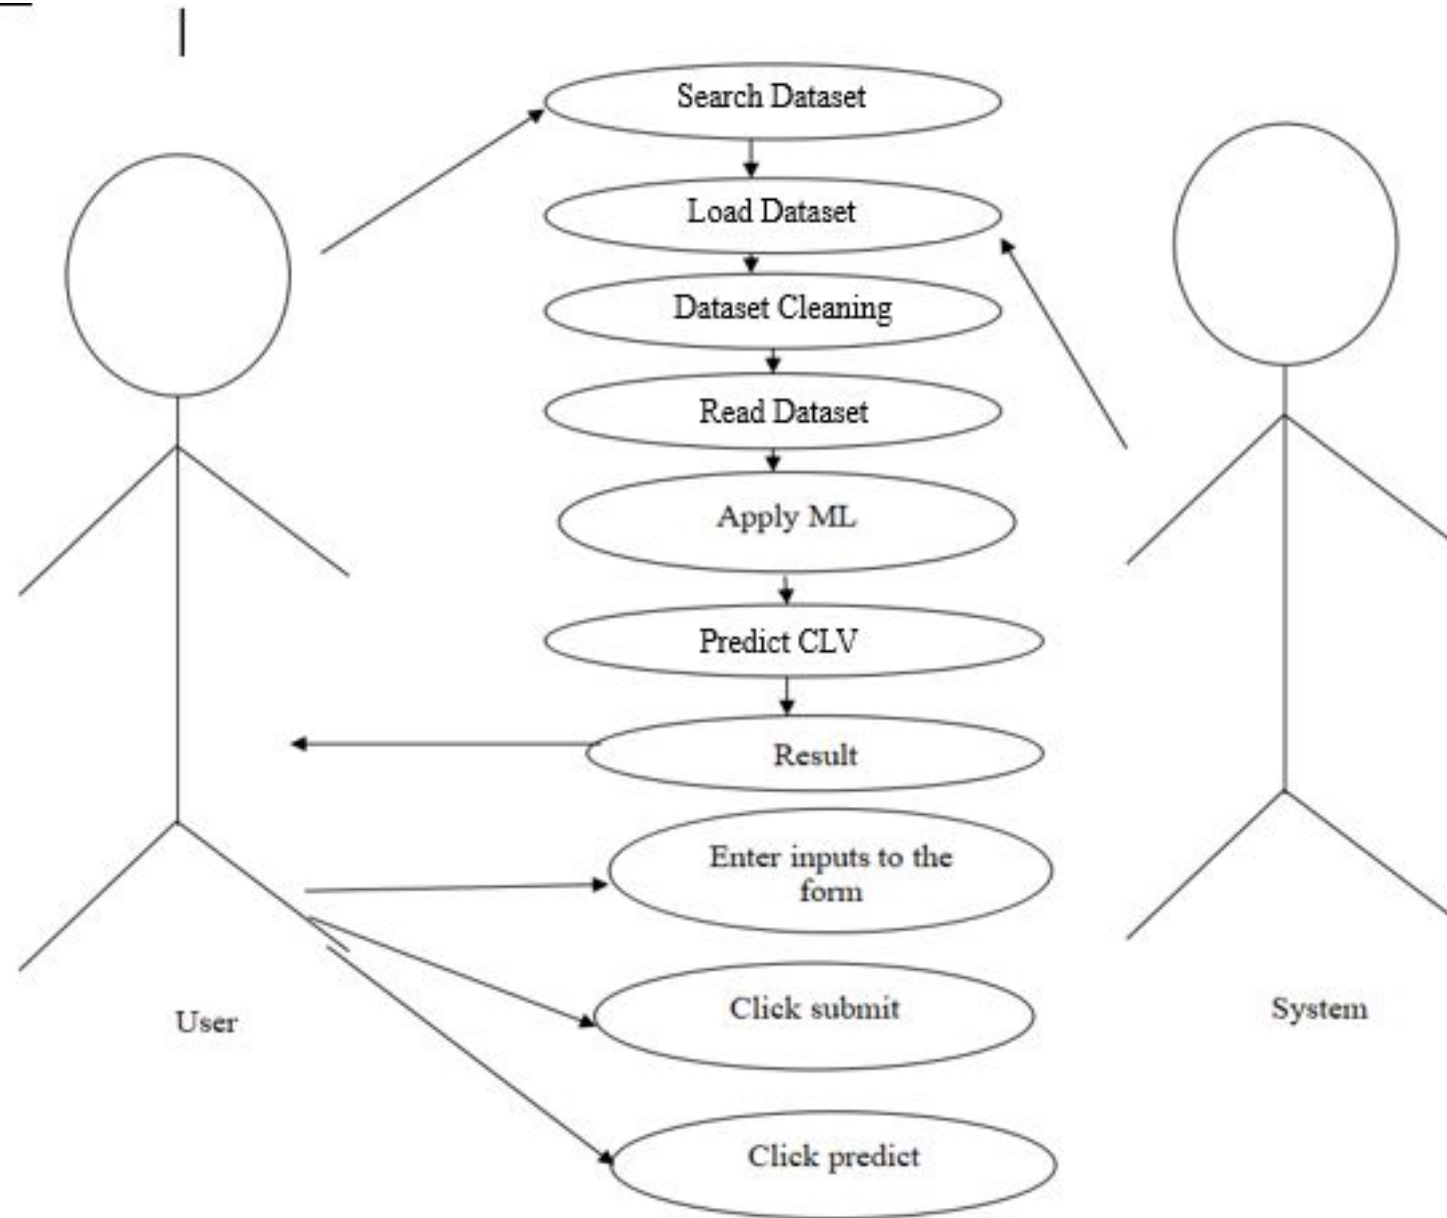 Search Dataset
Load Dataset
Dataset Cleaning
Read Dataset
Apply ML
Predict CLV
Result
Enter inputs to the
form
Click submit
User
System
Click predict